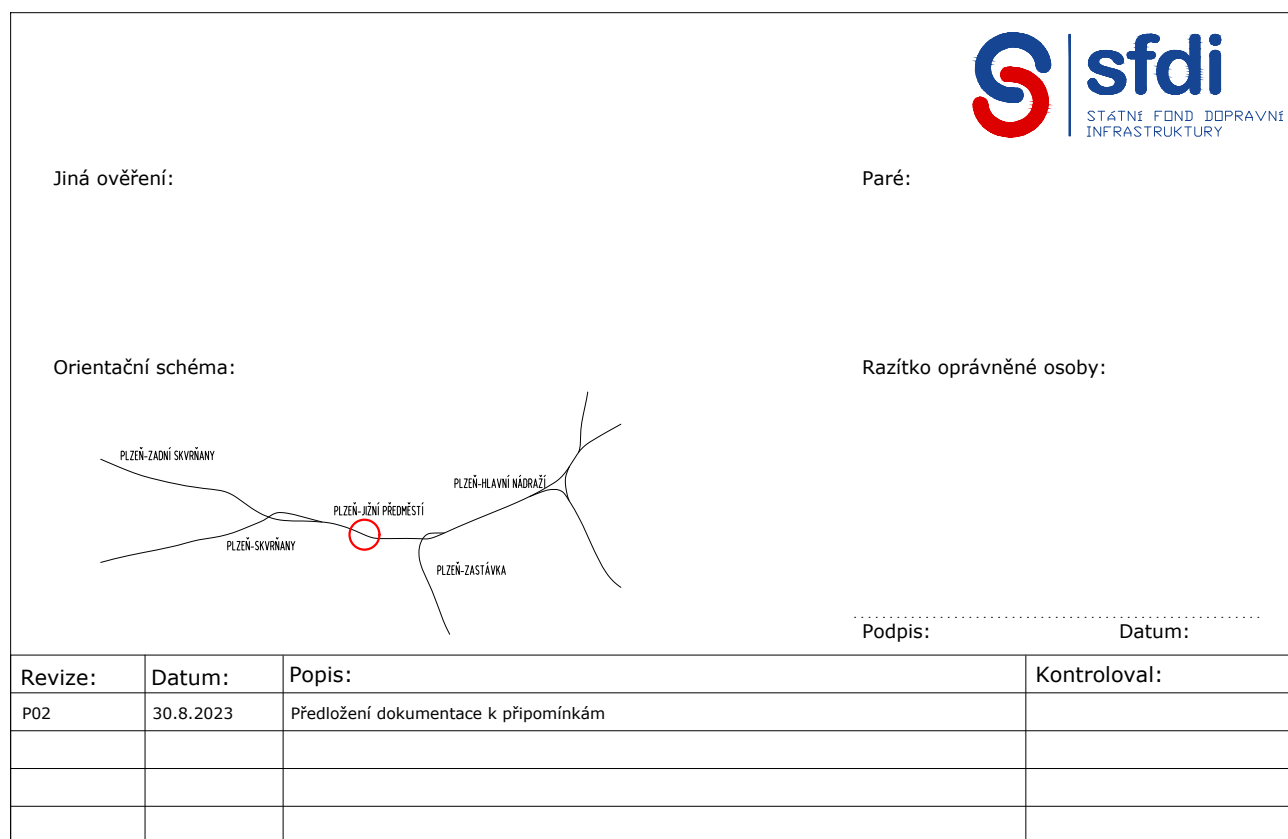 sfdi
STÁTNÍ FOND DOPRAVNÍ
INFRASTRUKTURY
Jiná ověření:
Paré:
Orientační schéma:
Razítko oprávněné osoby:
PLZEŇ-ZADNÍ SKVRŇANY
PLZEŇ-HLAVNÍ NÁDRAŽÍ
PLZEŇ-JIŽNÍ PŘEDMĚSTÍ
PLZEŇ-SKVRŇANY
PLZEŇ-ZASTÁVKA
Podpis: Datum:
Revize: Datum: Popis: Kontroloval:
P02 30.8.2023 Předložení dokumentace k připomínkám